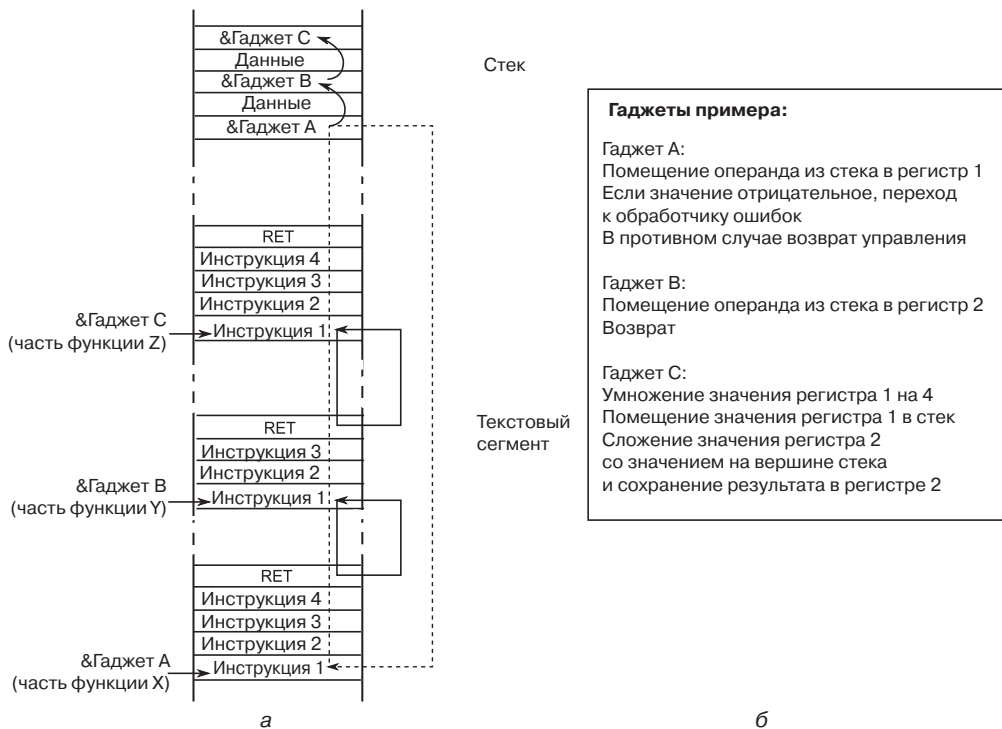 &Гаджет C
Данные
&Гаджет B
Данные
&Гаджет A
Стек
RET
Инструкция 4
Инструкция 3
Инструкция 2
Инструкция 1
&Гаджет C
(часть функции Z)
RET
Инструкция 3
Инструкция 2
Инструкция 1
&Гаджет B
(часть функции Y)
Текстовый
сегмент
RET
Инструкция 4
Инструкция 3
Инструкция 2
Инструкция 1
&Гаджет A
(часть функции X)
а
Гаджеты примера:
Гаджет A:
Помещение операнда из стека в регистр 1
Если значение отрицательное, переход
к обработчику ошибок
В противном случае возврат управления
Гаджет B:
Помещение операнда из стека в регистр 2
Возврат
Гаджет C:
Умножение значения регистра 1 на 4
Помещение значения регистра 1 в стек
Сложение значения регистра 2
со значением на вершине стека
и сохранение результата в регистре 2
б